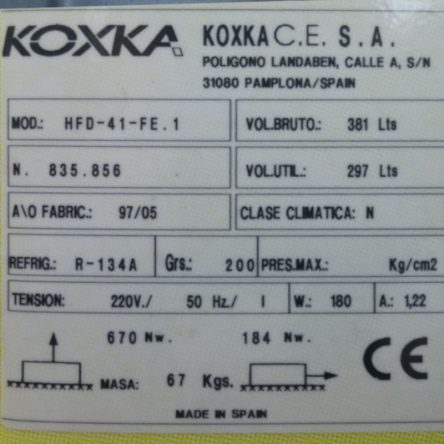 KOXKA KOXKA C.E. S.A.
POLIGONO LANDABEN, CALLE A, S/N
31080 PAMPLONA/SPAIN
MOD.: HFD-41-FE.1 VOL.BRUTO.: 381 Lts
N. 835.856 VOL.UTIL.: 297 Lts
A\O FABRIC.: 97/05 CLASE CLIMATICA: N
REFRIG.: R-134A Grs.: 200 PRES.MAX.: Kg/cm2
TENSION: 220V./ 50 Hz./ I W.: 180 A.: 1,22
670 Nw. 184 Nw.
MASA: 67 Kgs. CE
MADE IN SPAIN